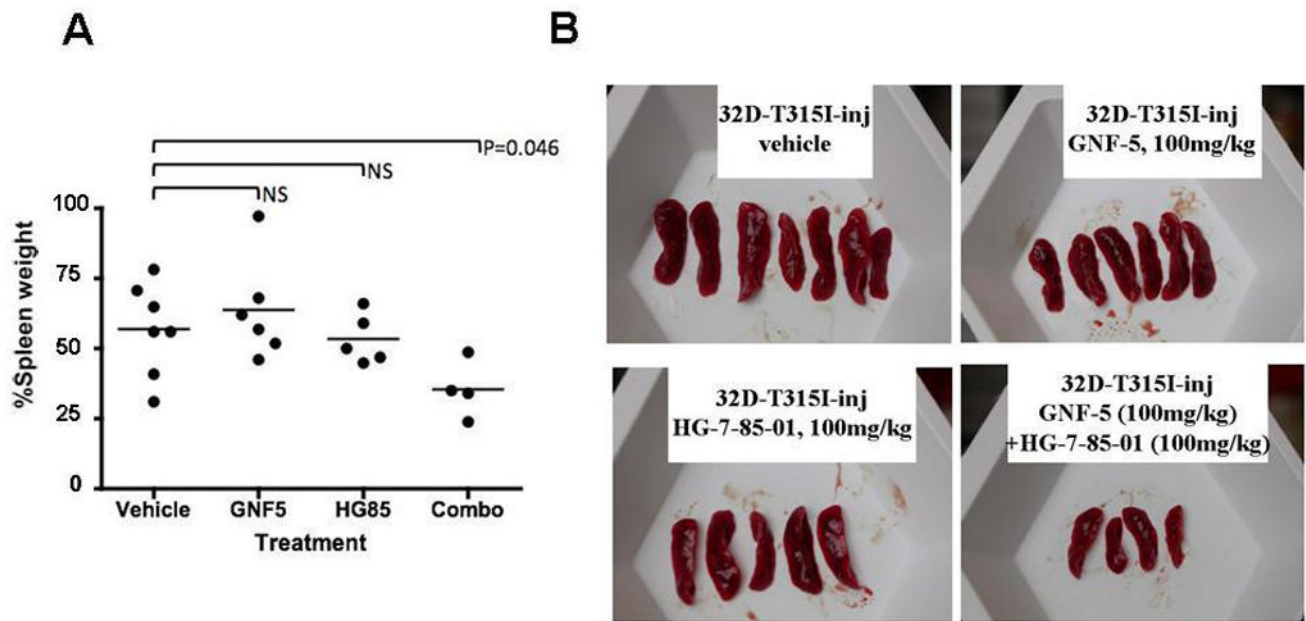 A
P=0.046
NS
NS
100
75
50
25
0
%Spleen weight
Vehicle GNF5 HG85 Combo
Treatment
B
32D-T315I-inj
vehicle
32D-T315I-inj
GNF-5, 100mg/kg
32D-T315I-inj
HG-7-85-01, 100mg/kg
32D-T315I-inj
GNF-5 (100mg/kg)
+HG-7-85-01 (100mg/kg)